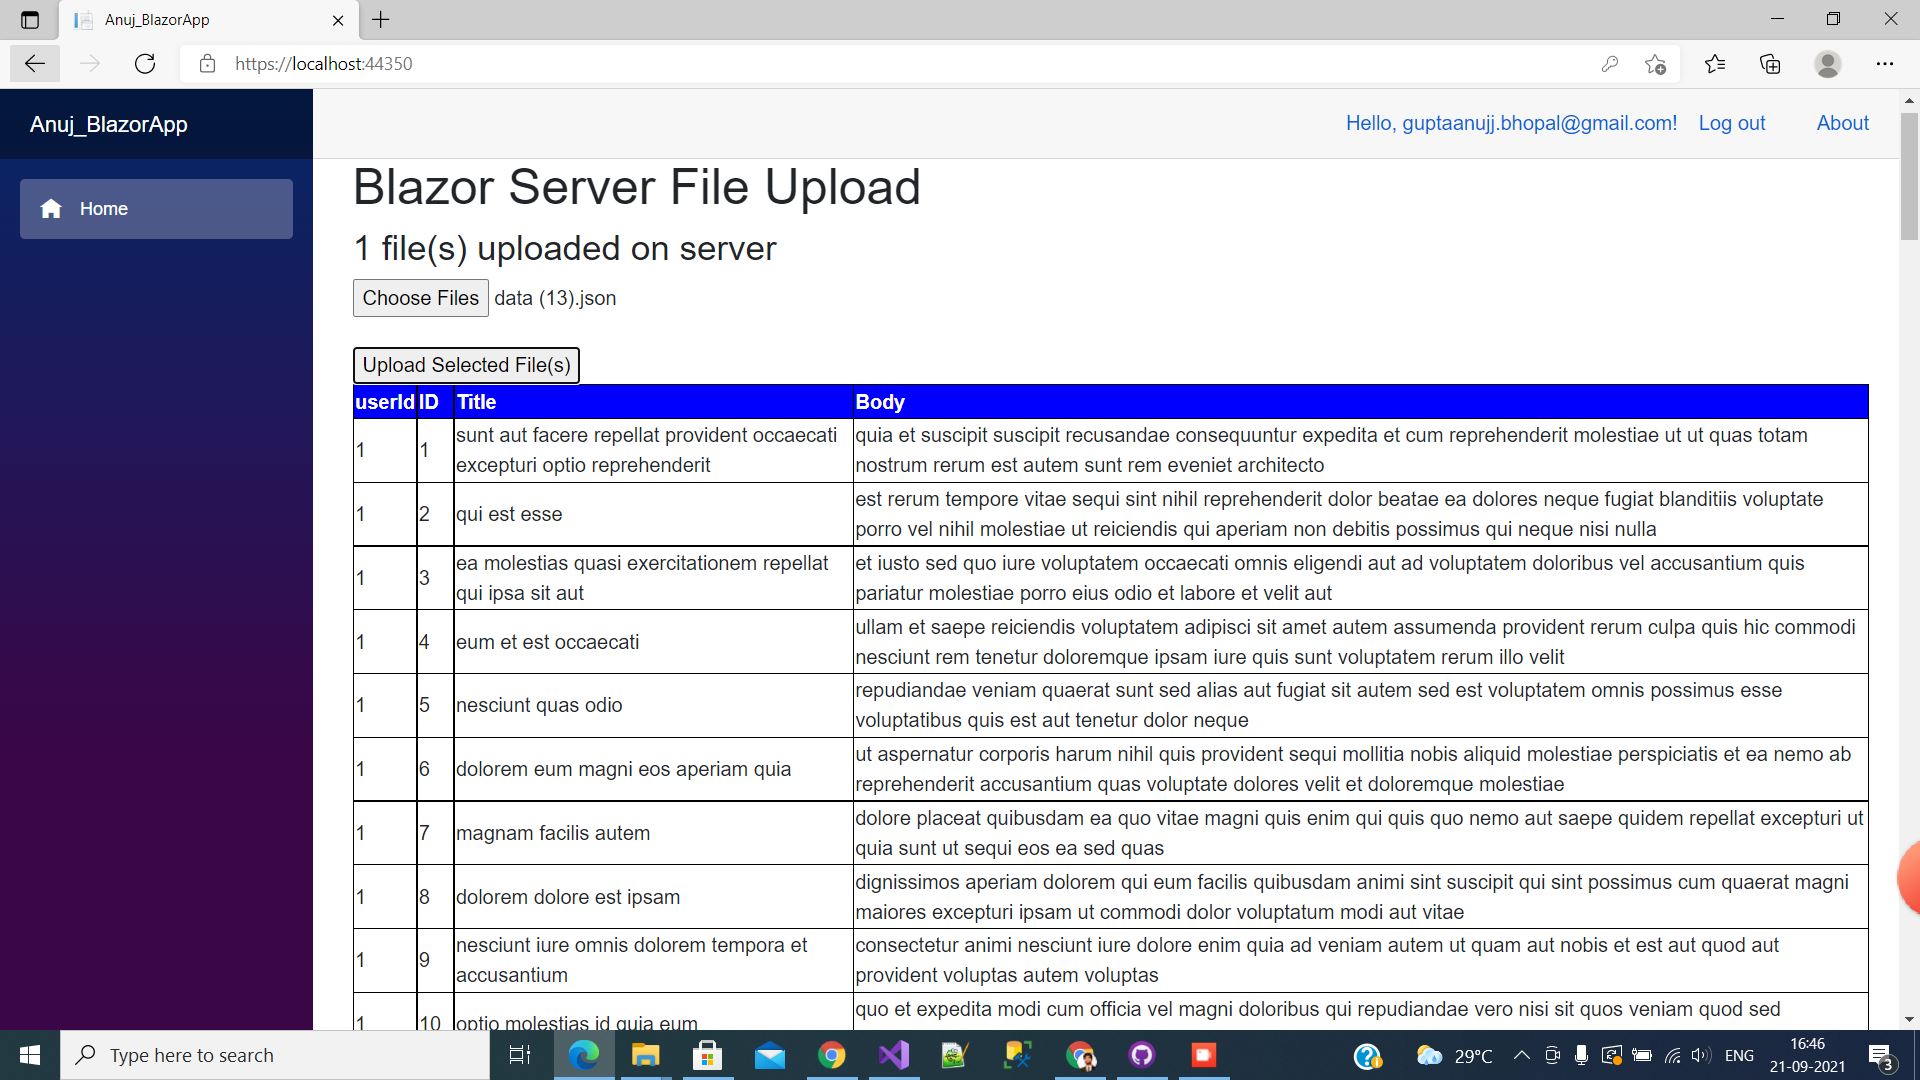 Anuj_BlazorApp
https://localhost:44350
Anuj_BlazorApp
Hello, guptaanujj.bhopal@gmail.com! Log out About
Home
Blazor Server File Upload
1 file(s) uploaded on server
Choose Files data (13).json
Upload Selected File(s)
userId ID Title Body
1 1 sunt aut facere repellat provident occaecati excepturi optio reprehenderit quia et suscipit suscipit recusandae consequuntur expedita et cum reprehenderit molestiae ut ut quas totam nostrum rerum est autem sunt rem eveniet architecto
1 2 qui est esse est rerum tempore vitae sequi sint nihil reprehenderit dolor beatae ea dolores neque fugiat blanditiis voluptate porro vel nihil molestiae ut reiciendis qui aperiam non debitis possimus qui neque nisi nulla
1 3 ea molestias quasi exercitationem repellat qui ipsa sit aut et iusto sed quo iure voluptatem occaecati omnis eligendi aut ad voluptatem doloribus vel accusantium quis pariatur molestiae porro eius odio et labore et velit aut
1 4 eum et est occaecati ullam et saepe reiciendis voluptatem adipisci sit amet autem assumenda provident rerum culpa quis hic commodi nesciunt rem tenetur doloremque ipsam iure quis sunt voluptatem rerum illo velit
1 5 nesciunt quas odio repudiandae veniam quaerat sunt sed alias aut fugiat sit autem sed est voluptatem omnis possimus esse voluptatibus quis est aut tenetur dolor neque
1 6 dolorem eum magni eos aperiam quia ut aspernatur corporis harum nihil quis provident sequi mollitia nobis aliquid molestiae perspiciatis et ea nemo ab reprehenderit accusantium quas voluptate dolores velit et doloremque molestiae
1 7 magnam facilis autem dolore placeat quibusdam ea quo vitae magni quis enim qui quis quo nemo aut saepe quidem repellat excepturi ut quia sunt ut sequi eos ea sed quas
1 8 dolorem dolore est ipsam dignissimos aperiam dolorem qui eum facilis quibusdam animi sint suscipit qui sint possimus cum quaerat magni maiores excepturi ipsam ut commodi dolor voluptatum modi aut vitae
1 9 nesciunt iure omnis dolorem tempora et accusantium consectetur animi nesciunt iure dolore enim quia ad veniam autem ut quam aut nobis et est aut quod aut provident voluptas autem voluptas
1 10 optio molestias id quia eum quo et expedita modi cum officia vel magni doloribus qui repudiandae vero nisi sit quos veniam quod sed
Type here to search
29°C ENG 16:46
21-09-2021 3